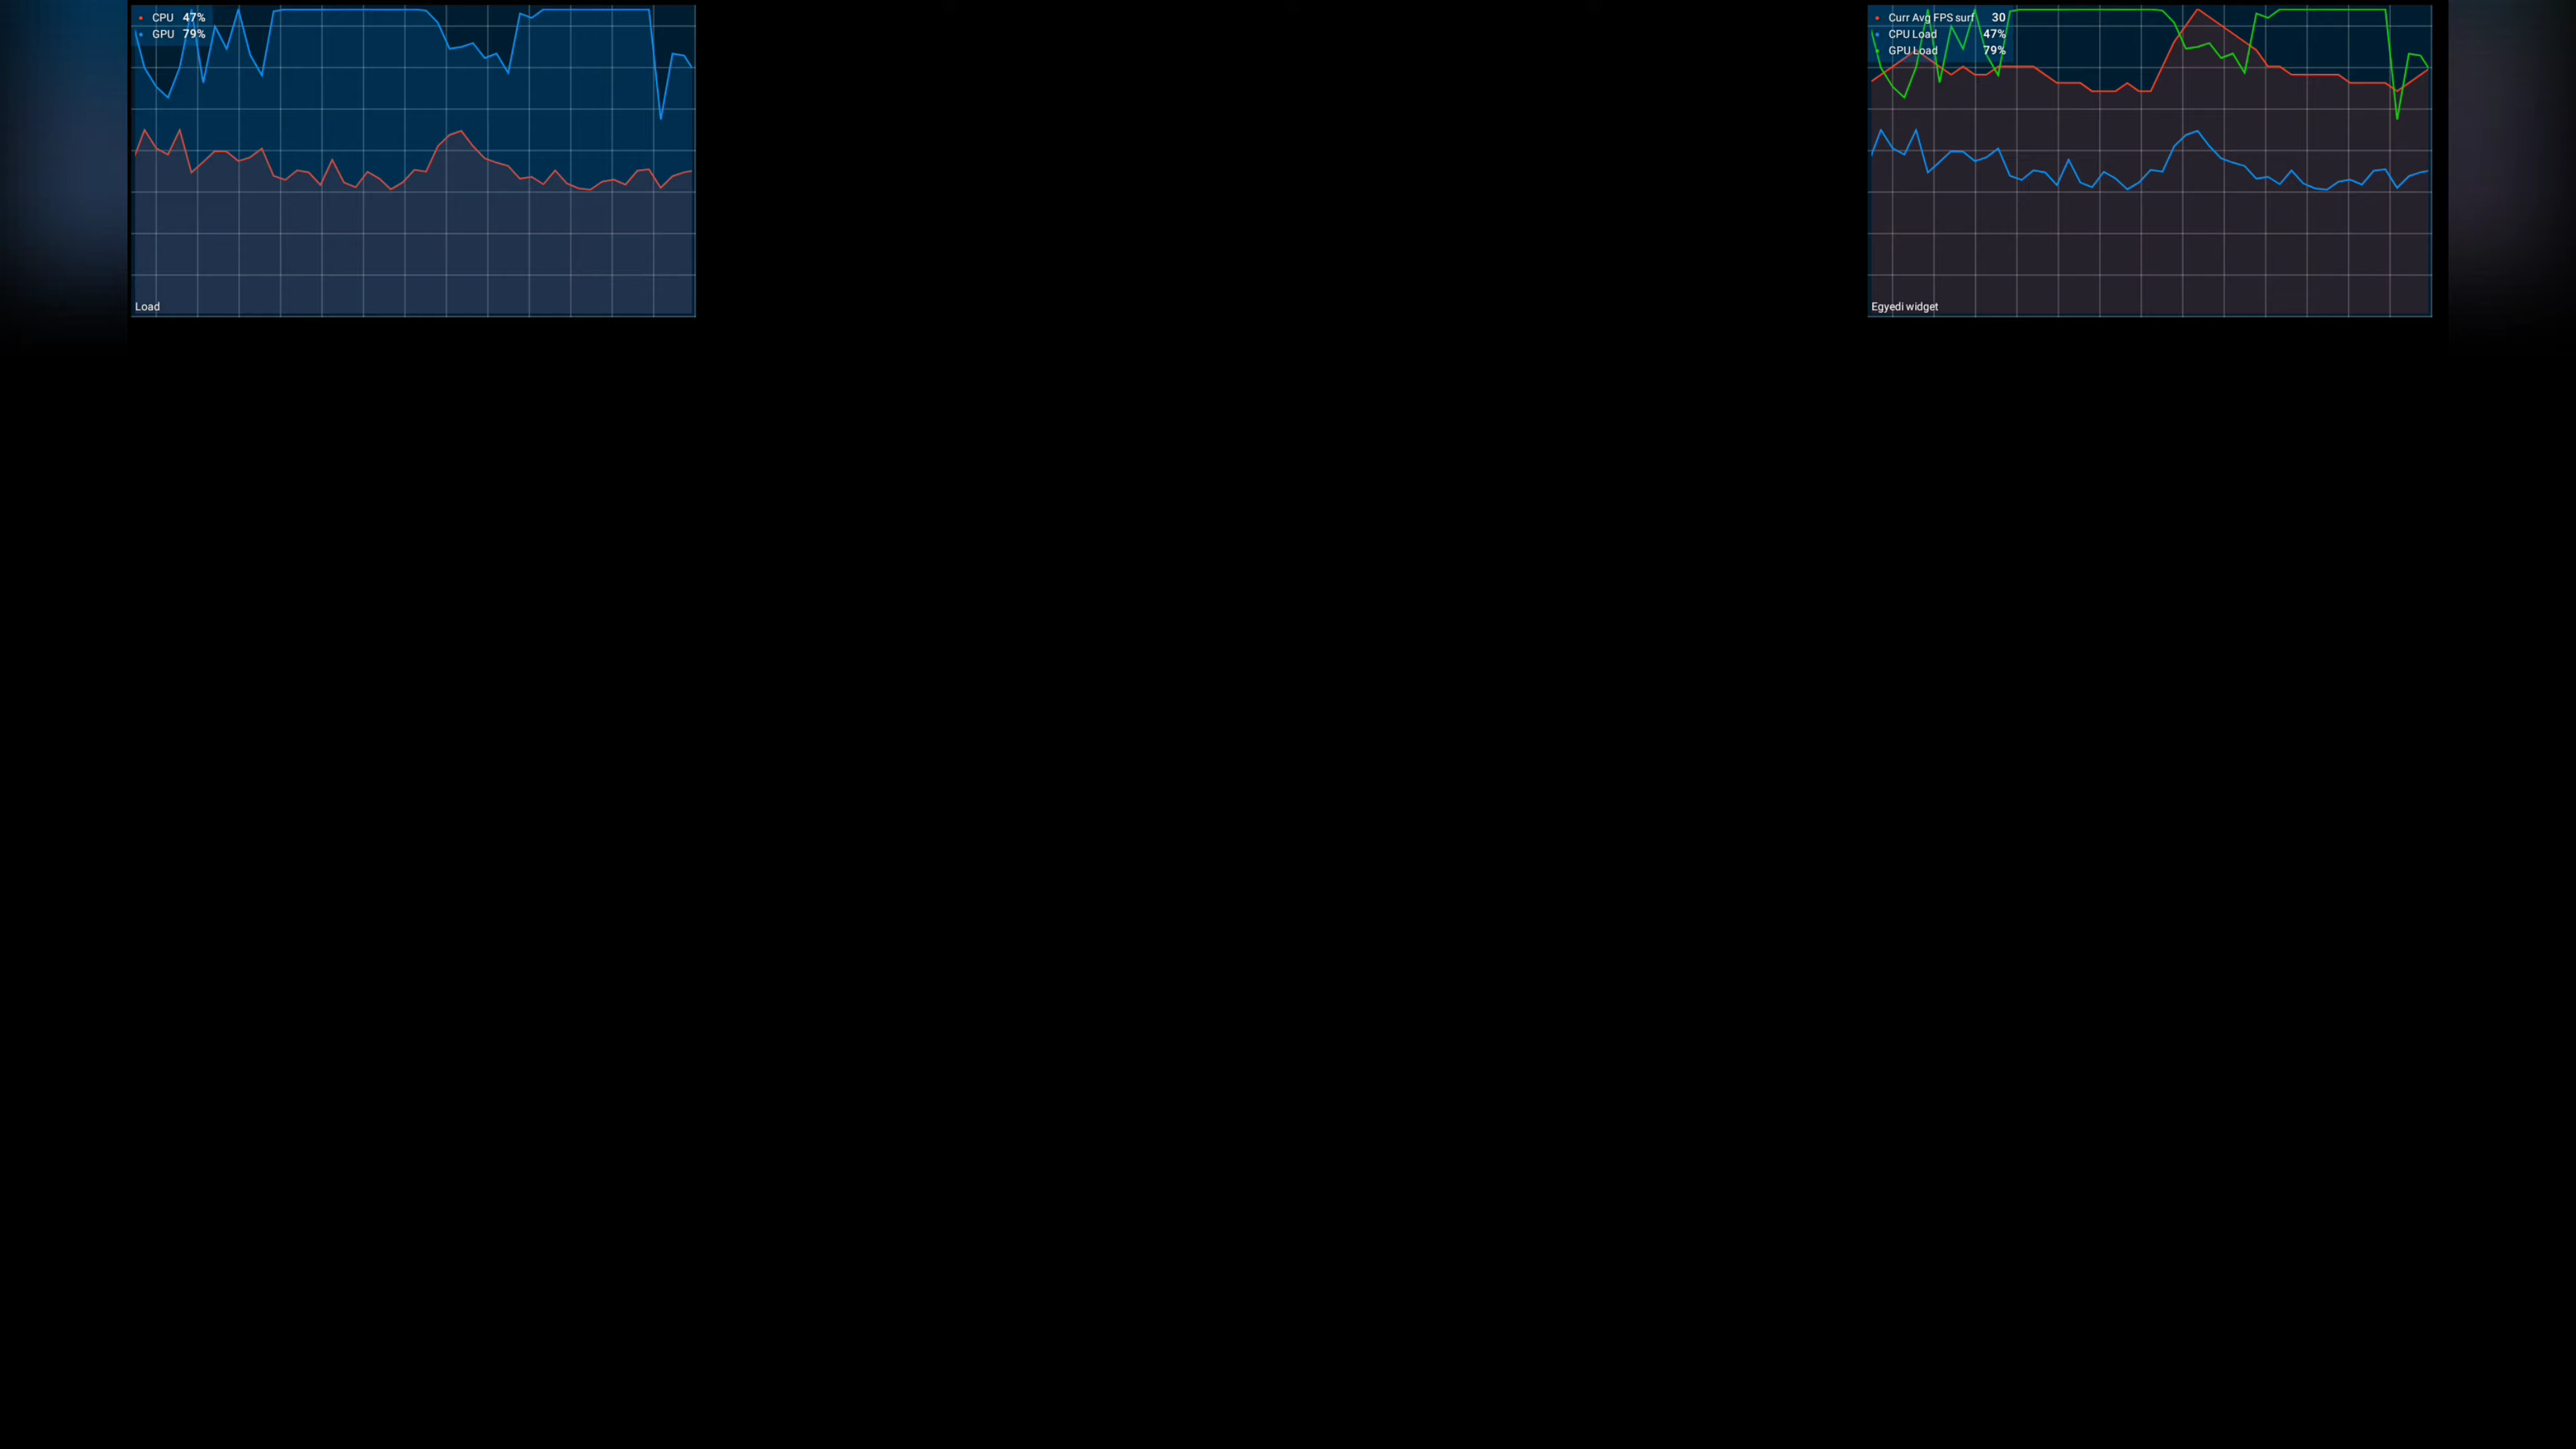 CPU 47%
GPU 79%
Load
Curr Avg FPS surf 30
CPU Load 47%
GPU Load 79%
Egyedi widget